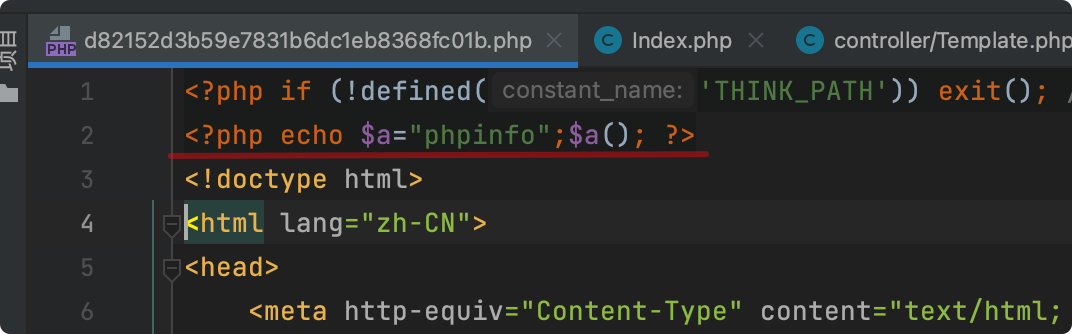 项目
PHP d82152d3b59e7831b6dc1eb8368fc01b.php × C Index.php × C controller/Template.php
1 <?php if (!defined( constant_name: 'THINK_PATH')) exit(); /
2 <?php echo $a="phpinfo";$a(); ?>
3 <!doctype html>
4 <html lang="zh-CN">
5 <head>
6 <meta http-equiv="Content-Type" content="text/html;